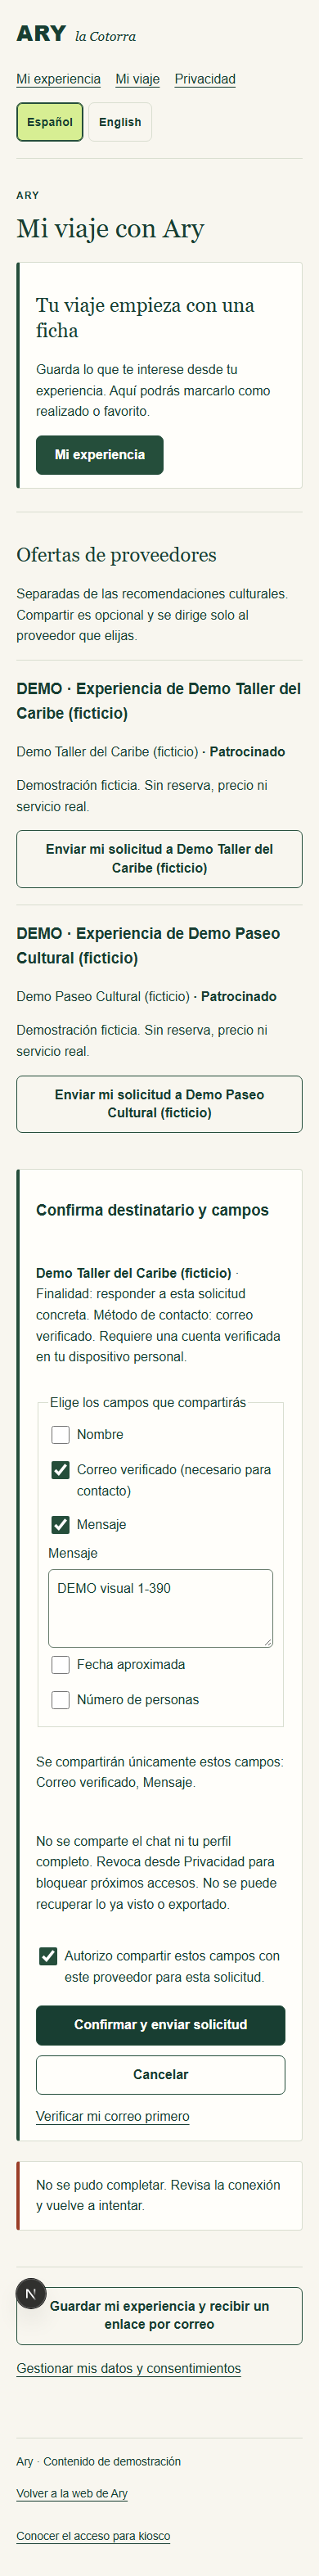 ARY la Cotorra
Mi experiencia Mi viaje Privacidad
Español English
ARY
Mi viaje con Ary
Tu viaje empieza con una
ficha
Guarda lo que te interese desde tu
experiencia. Aquí podrás marcarlo como
realizado o favorito.
Mi experiencia
Ofertas de proveedores
Separadas de las recomendaciones culturales.
Compartir es opcional y se dirige solo al
proveedor que elijas.
DEMO · Experiencia de Demo Taller del
Caribe (ficticio)
Demo Taller del Caribe (ficticio) · Patrocinado
Demostración ficticia. Sin reserva, precio ni
servicio real.
Enviar mi solicitud a Demo Taller del
Caribe (ficticio)
DEMO · Experiencia de Demo Paseo
Cultural (ficticio)
Demo Paseo Cultural (ficticio) · Patrocinado
Demostración ficticia. Sin reserva, precio ni
servicio real.
Enviar mi solicitud a Demo Paseo
Cultural (ficticio)
Confirma destinatario y campos
Demo Taller del Caribe (ficticio) ·
Finalidad: responder a esta solicitud
concreta. Método de contacto: correo
verificado. Requiere una cuenta verificada
en tu dispositivo personal.
Elige los campos que compartirás
Nombre
Correo verificado (necesario para
contacto)
Mensaje
Mensaje
DEMO visual 1-390
Fecha aproximada
Número de personas
Se compartirán únicamente estos campos:
Correo verificado, Mensaje.
No se comparte el chat ni tu perfil
completo. Revoca desde Privacidad para
bloquear próximos accesos. No se puede
recuperar lo ya visto o exportado.
Autorizo compartir estos campos con
este proveedor para esta solicitud.
Confirmar y enviar solicitud
Cancelar
Verificar mi correo primero
No se pudo completar. Revisa la conexión
y vuelve a intentar.
N
Guardar mi experiencia y recibir un
enlace por correo
Gestionar mis datos y consentimientos
Ary · Contenido de demostración
Volver a la web de Ary
Conocer el acceso para kiosco